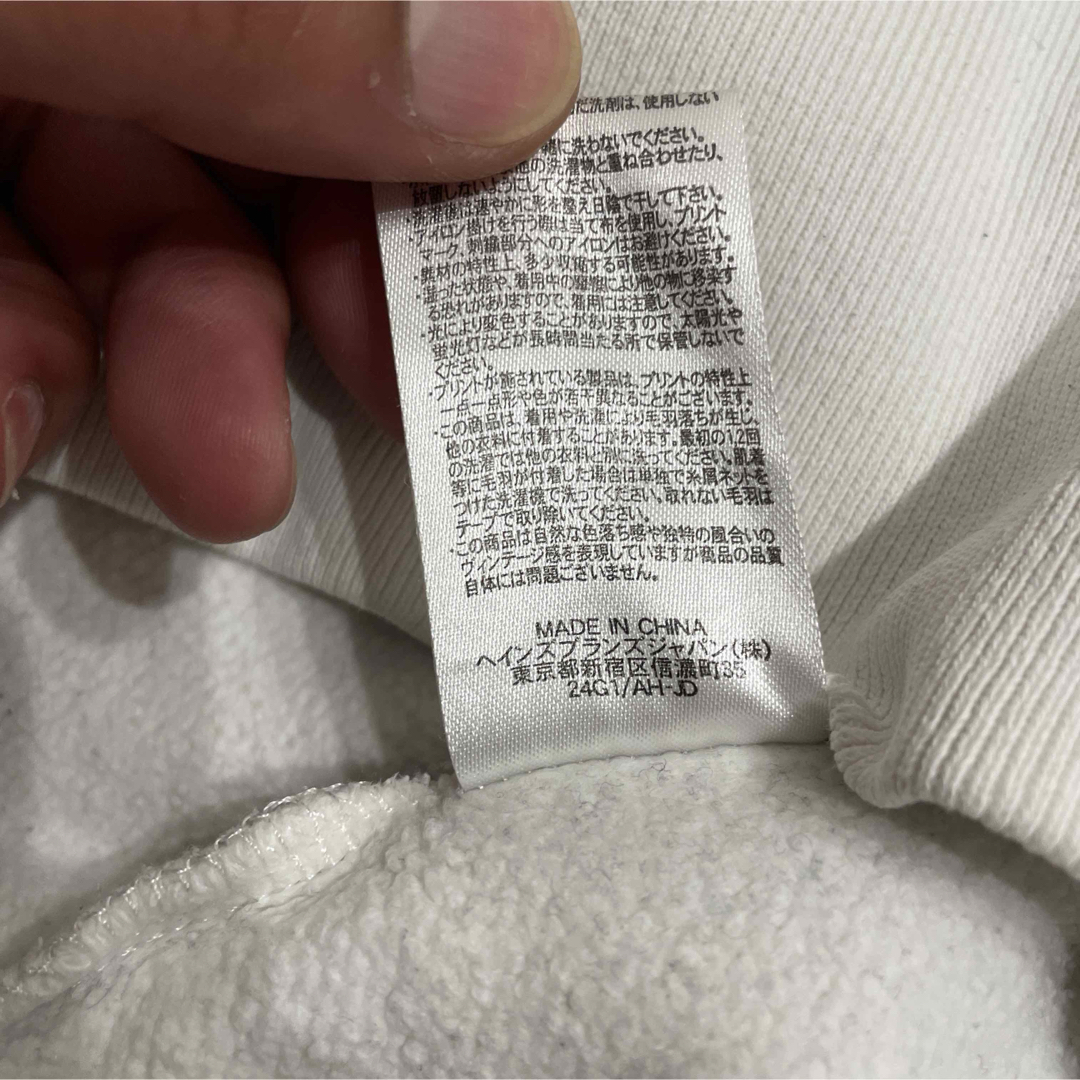 洗剤は、使用しない
に洗わないでください。
の洗濯物と重ね合わせたり、
放置しないようにしてください。
は速やかに形を整え日陰で干して下さい。
・アイロン掛けを行う際は当て布を使用し、プリント
マーク、刺繍部分へのアイロンはお避けください。
・素材の特性上、多少収縮する可能性があります。
・湿った状態や、着用中の摩擦により他の物に移染す
る恐れがありますので、着用には注意してください。
・光により変色することがありますので、太陽光や
蛍光灯などが長時間当たる所で保管しないで
ください。
・プリントが施されている製品は、プリントの特性上
一点一点形や色が若干異なることがございます。
・この商品は、着用や洗濯により毛羽落ちが生じ、
他の衣料に付着することがあります。最初の1.2回
の洗濯では他の衣料と別に洗ってください。肌着
等に毛羽が付着した場合は単独で糸屑ネットを
つけた洗濯機で洗ってください。取れない毛羽は
テープで取り除いてください。
・この商品は自然な色落ち感や独特の風合いの
ヴィンテージ感を表現していますが商品の品質
自体には問題ございません。
MADE IN CHINA
ヘインズブランズジャパン(株)
東京都新宿区信濃町35
24G1/AH-JD